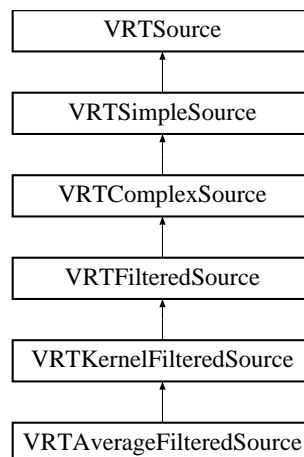 VRTSource
VRTSimpleSource
VRTComplexSource
VRTFilteredSource
VRTKernelFilteredSource
VRTAverageFilteredSource